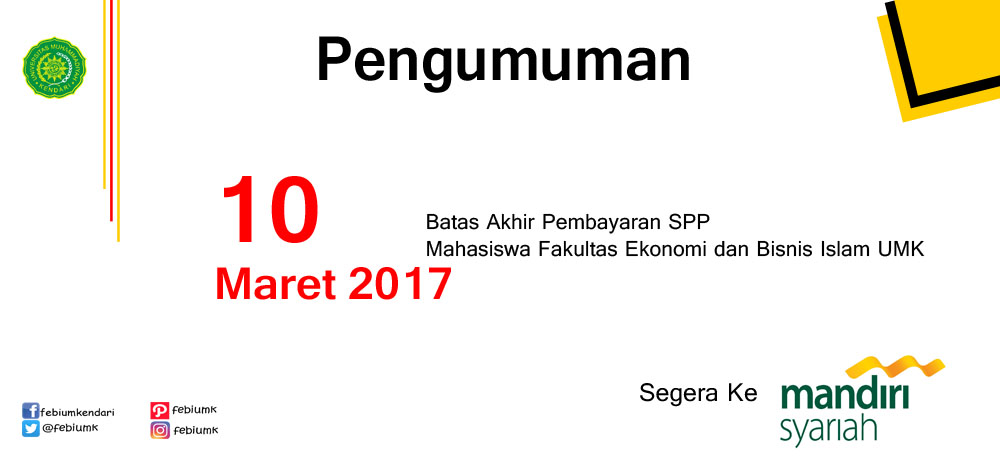 UNIVERSITAS MUHAMMADIYAH
KENDARI
Pengumuman
10
Maret 2017
Batas Akhir Pembayaran SPP
Mahasiswa Fakultas Ekonomi dan Bisnis Islam UMK
Segera Ke
mandiri
syariah
febiumkendari
febiumk
@febiumk
febiumk